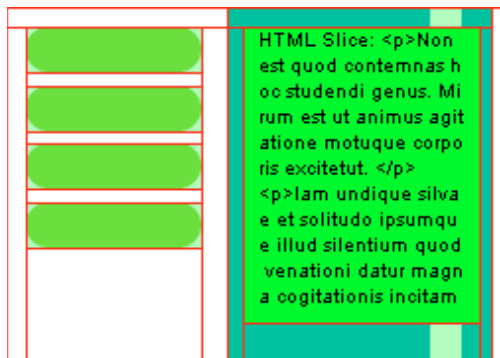 HTML Slice: <p>Non
est quod contemnas h
oc studendi genus. Mi
rum est ut animus agit
atione motuque corpo
ris excitetut. </p>
<p>Iam undique silva
e et solitudo ipsumqu
e illud silentium quod
venationi datur magn
a cogitationis incitam